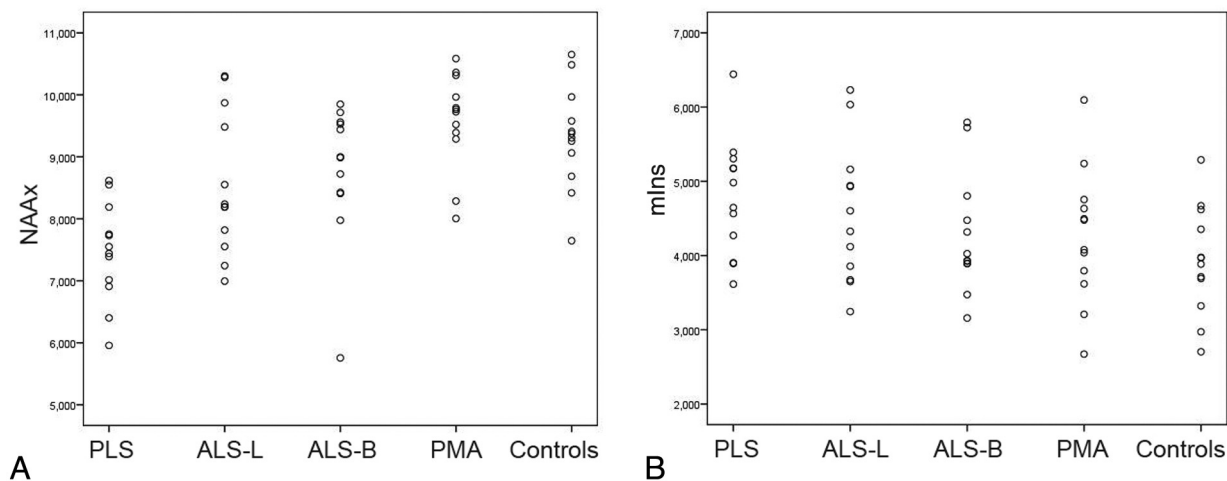 11,000
10,000
9,000
8,000
7,000
6,000
5,000
NAAx
PLS ALS-L ALS-B PMA Controls
A
7,000
6,000
5,000
4,000
3,000
2,000
mIns
PLS ALS-L ALS-B PMA Controls
B